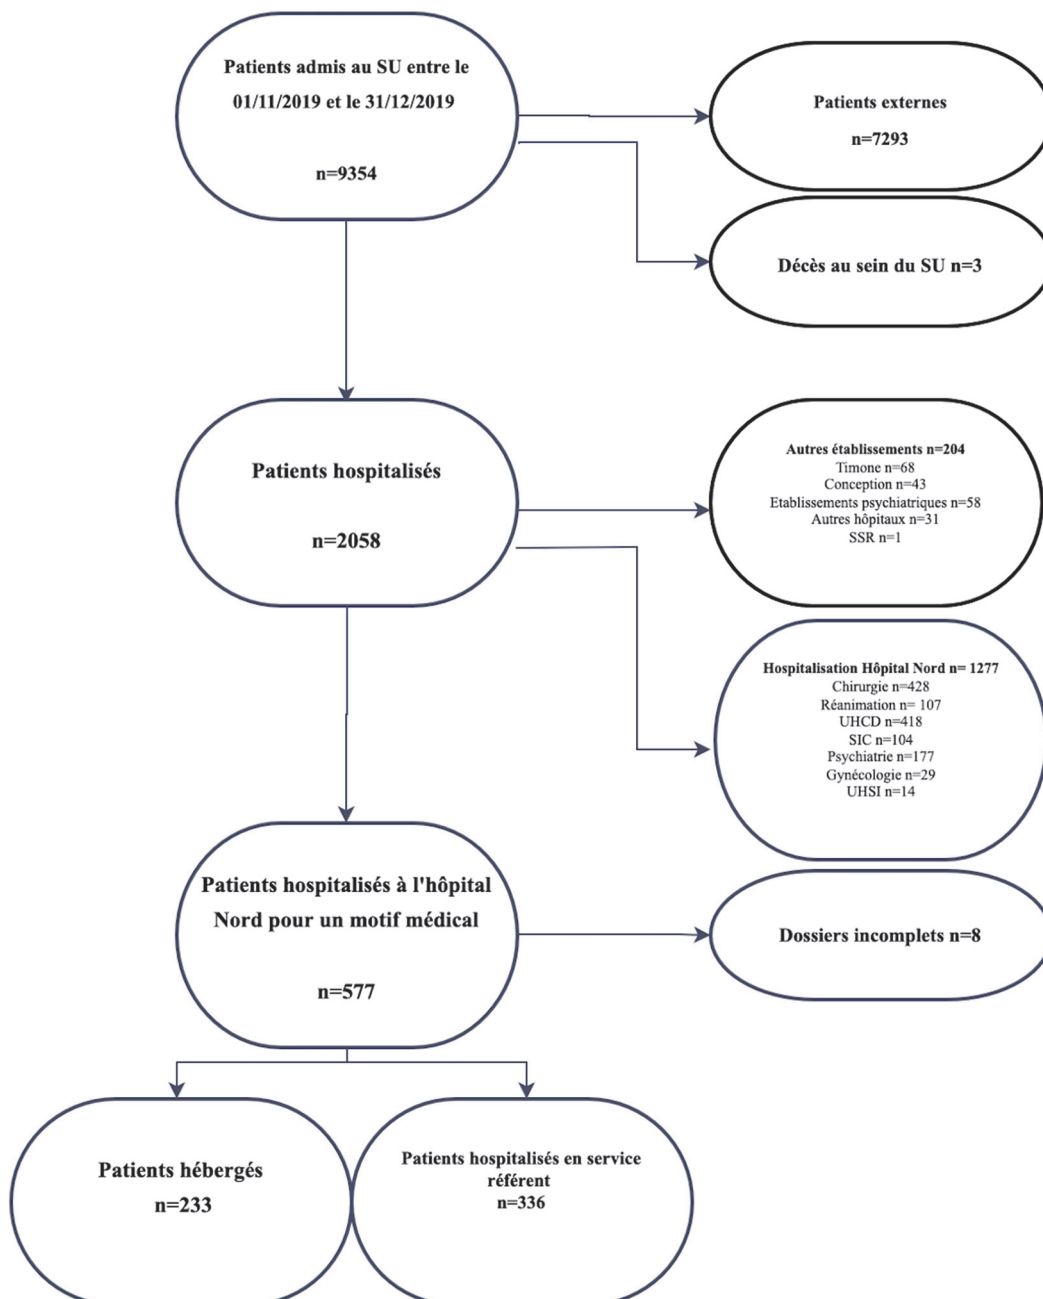 Patients admis au SU entre le
01/11/2019 et le 31/12/2019
n=9354
Patients externes
n=7293
Décès au sein du SU n=3
Patients hospitalisés
n=2058
Autres établissements n=204
Timone n=68
Conception n=43
Etablissements psychiatriques n=58
Autres hôpitaux n=31
SSR n=1
Hospitalisation Hôpital Nord n= 1277
Chirurgie n=428
Réanimation n= 107
UHCD n=418
SIC n=104
Psychiatrie n=177
Gynécologie n=29
UHSI n=14
Patients hospitalisés à l'hôpital
Nord pour un motif médical
n=577
Dossiers incomplets n=8
Patients hébergés
n=233
Patients hospitalisés en service
référent
n=336